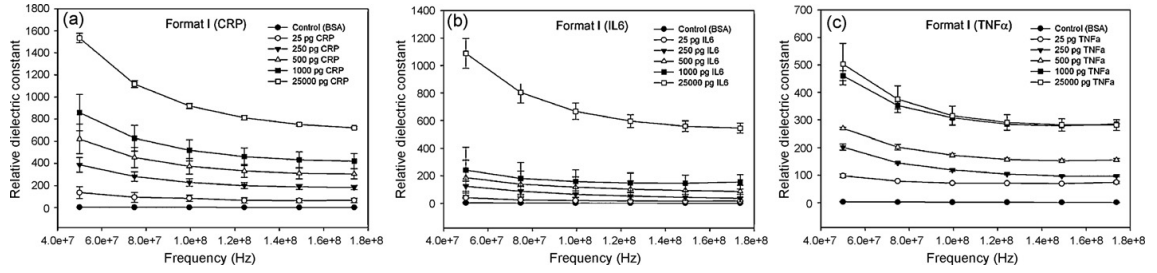 (a)
Format I (CRP)
Control (BSA)
25 pg CRP
250 pg CRP
500 pg CRP
1000 pg CRP
25000 pg CRP
Relative dielectric constant
1800
1600
1400
1200
1000
800
600
400
200
0
4.0e+7 6.0e+7 8.0e+7 1.0e+8 1.2e+8 1.4e+8 1.6e+8 1.8e+8
Frequency (Hz)
(b)
Format I (IL6)
Control (BSA)
25 pg IL6
250 pg IL6
500 pg IL6
1000 pg IL6
25000 pg IL6
Relative dielectric constant
1400
1200
1000
800
600
400
200
0
4.0e+7 6.0e+7 8.0e+7 1.0e+8 1.2e+8 1.4e+8 1.6e+8 1.8e+8
Frequency (Hz)
(c)
Format I (TNFα)
Control (BSA)
25 pg TNFa
250 pg TNFa
500 pg TNFa
1000 pg TNFa
25000 pg TNFa
Relative dielectric constant
700
600
500
400
300
200
100
0
4.0e+7 6.0e+7 8.0e+7 1.0e+8 1.2e+8 1.4e+8 1.6e+8 1.8e+8
Frequency (Hz)